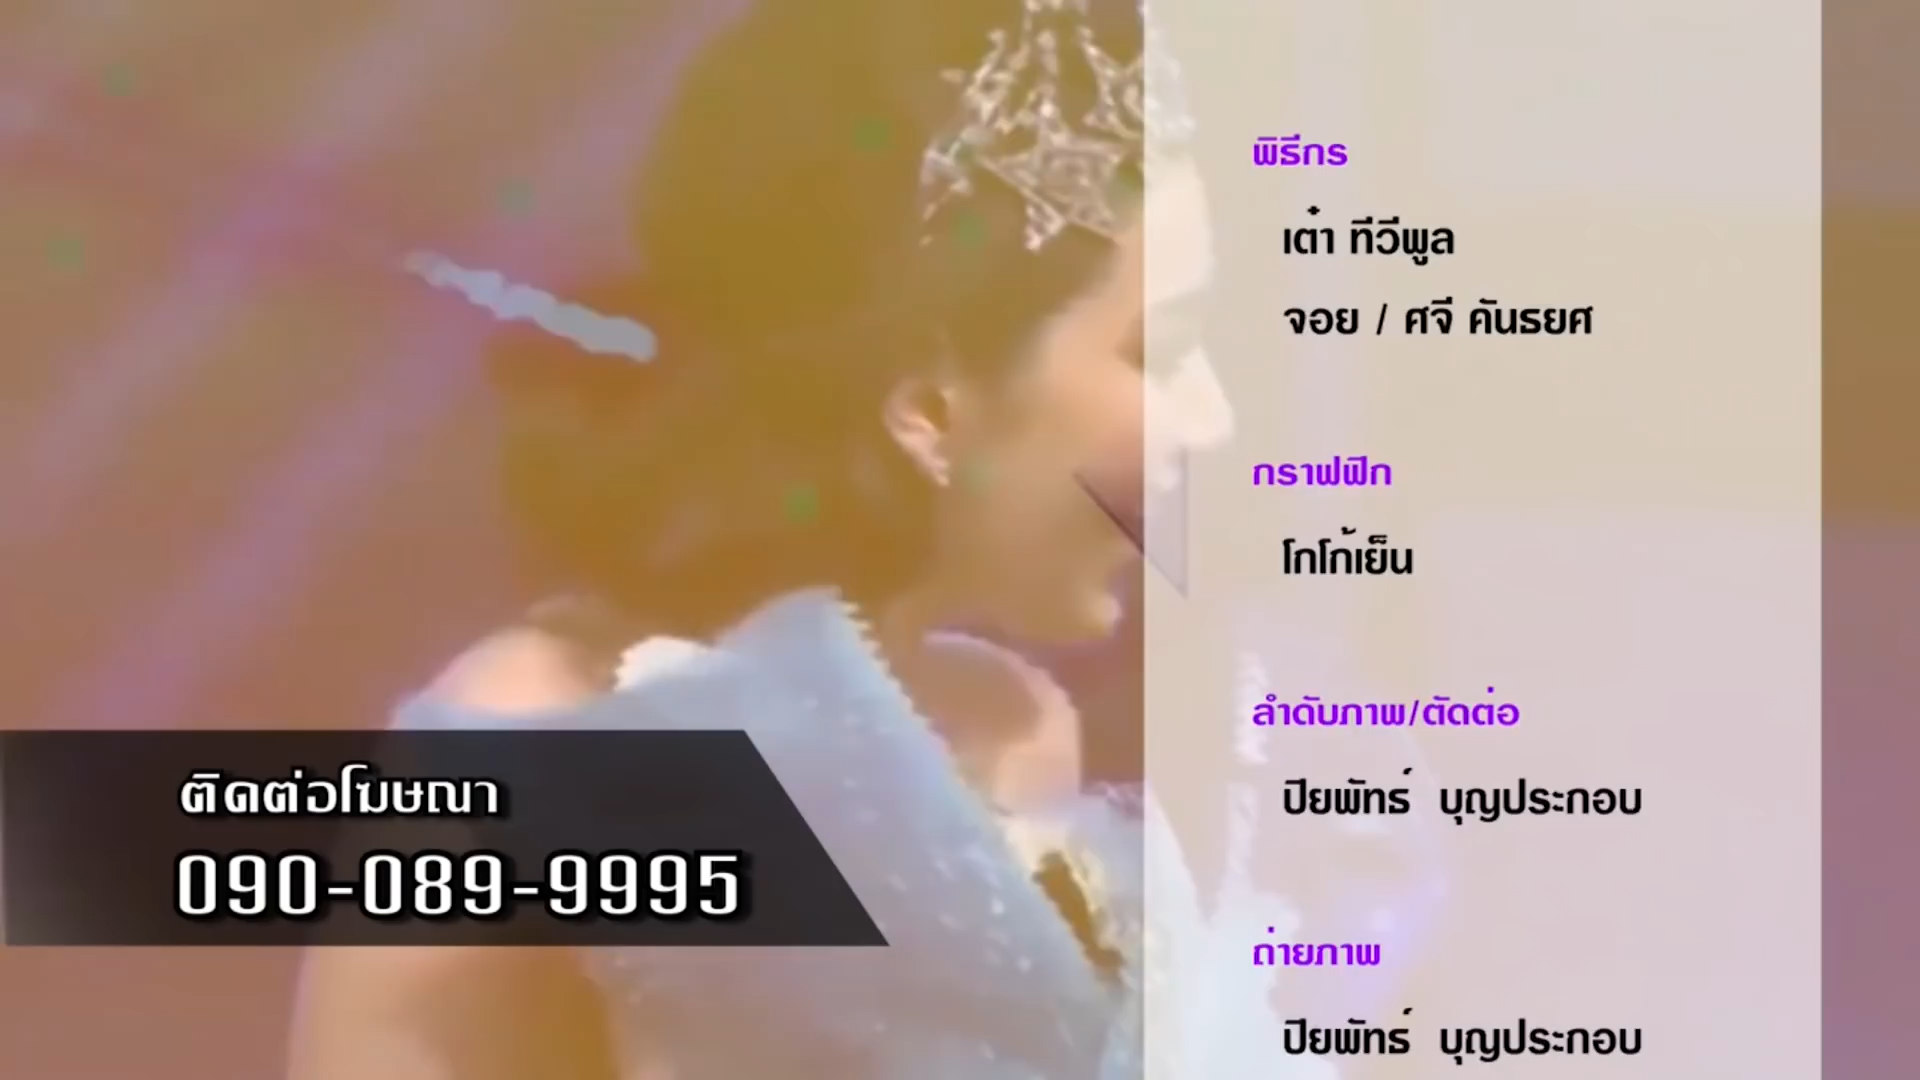 พิธีกร
เต๋า ทีวีพูล
จอย / ศจี คันธยศ
กราฟฟิก
โกโก้เย็น
ลำดับภาพ/ตัดต่อ
ปิยพัทธ์ บุญประกอบ
ถ่ายภาพ
ปิยพัทธ์ บุญประกอบ
ติดต่อโฆษณา
090-089-9995